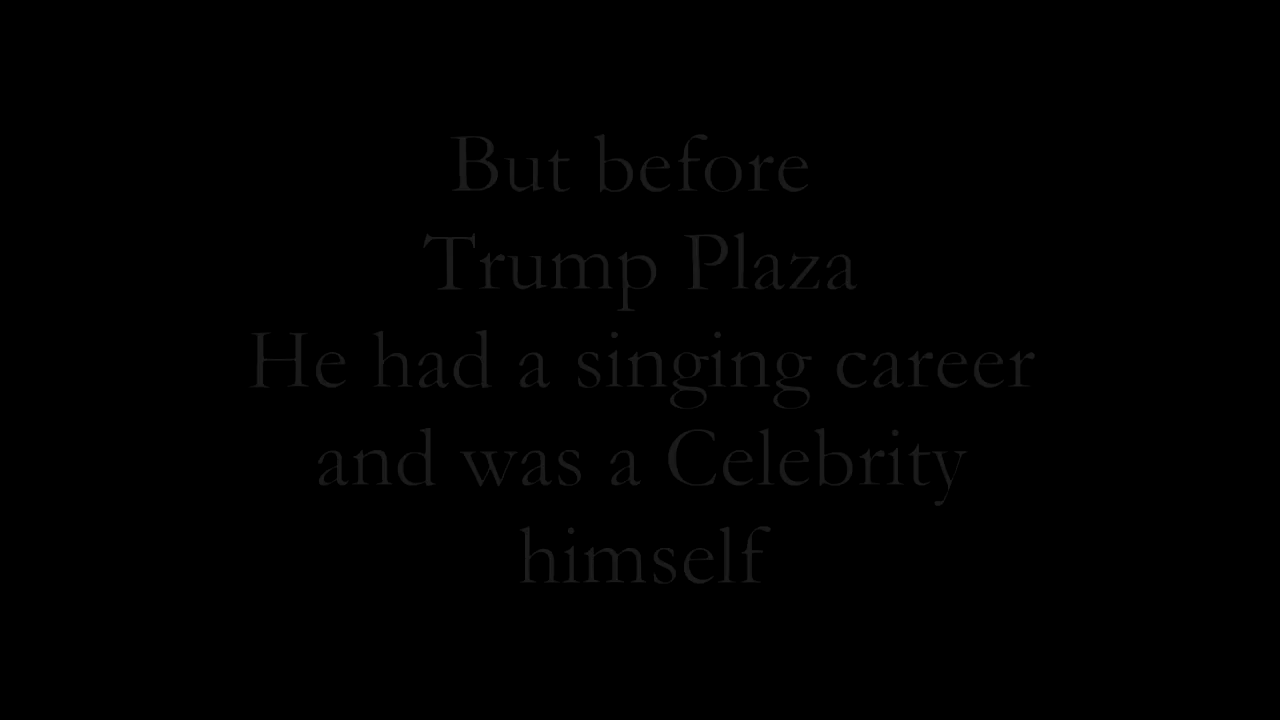 But before
Trump Plaza
He had a singing career
and was a Celebrity
himself